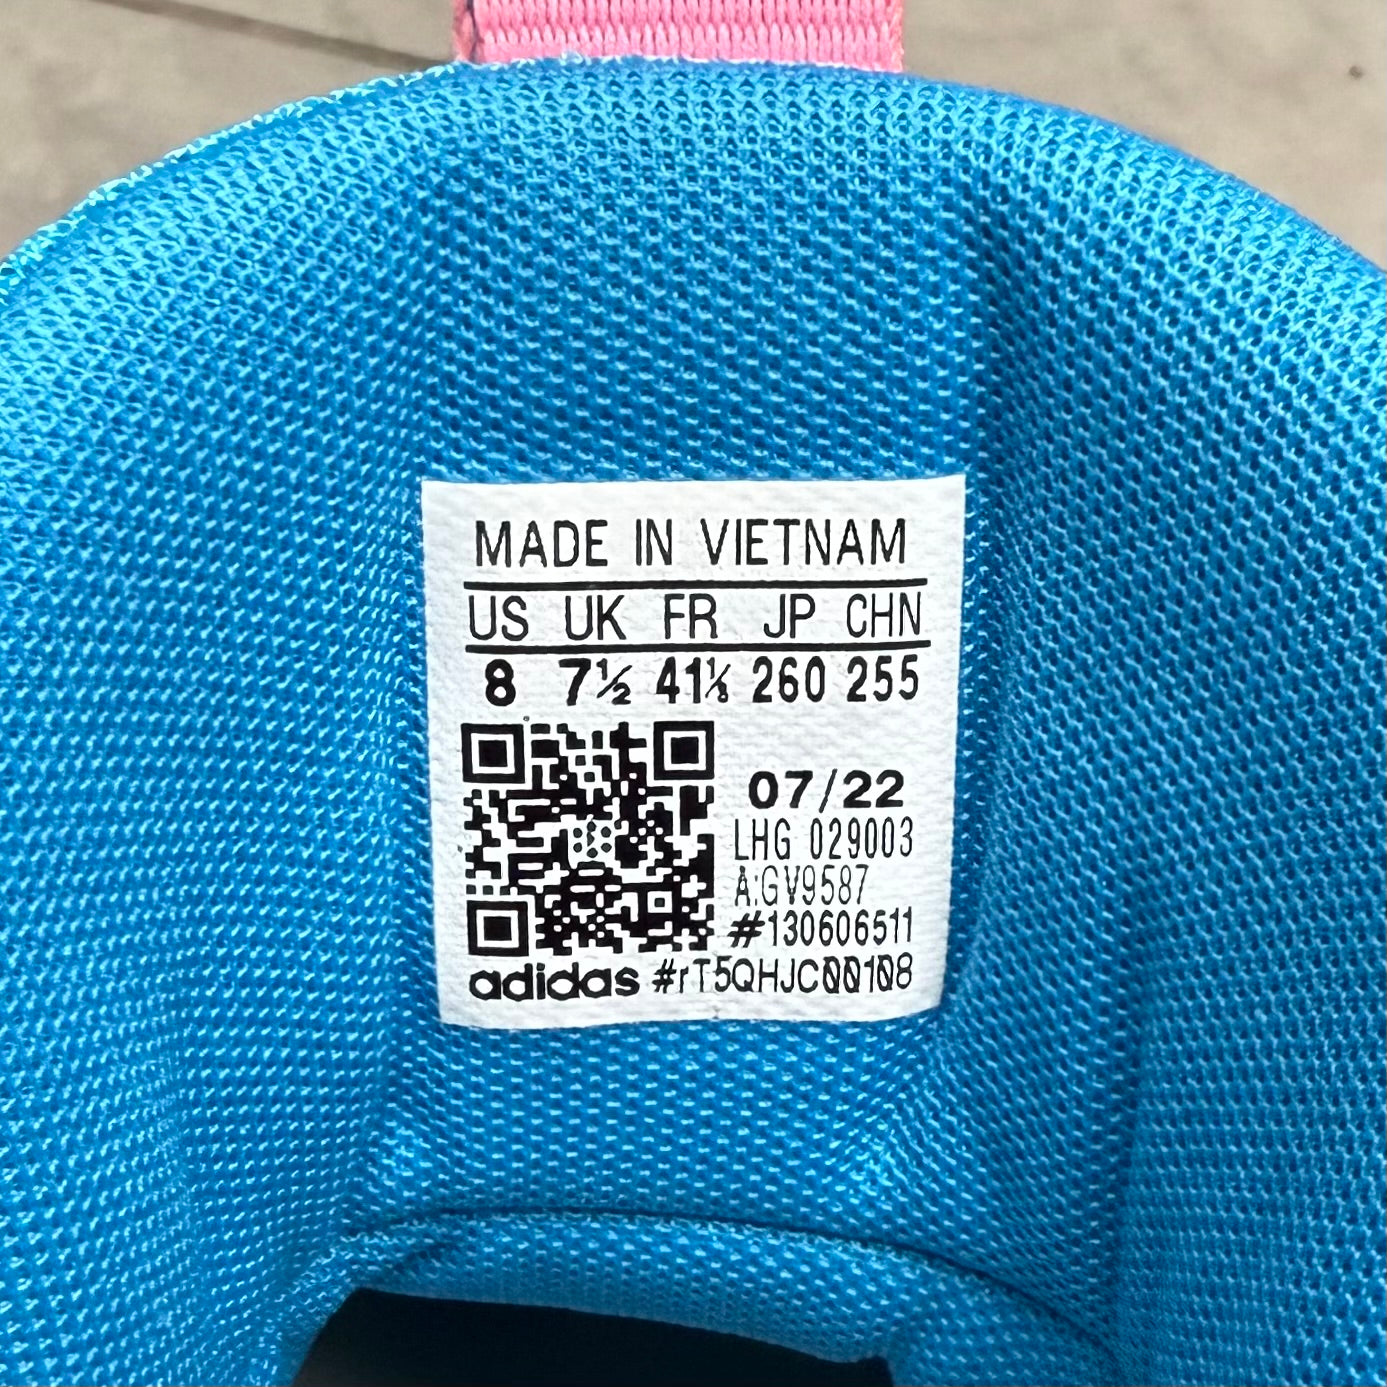 MADE IN VIETNAM
US UK FR JP CHN
8 7½ 41⅓ 260 255
07/22
LHG 029003
A:GV9587
#130606511
adidas #rT5QHJC00108